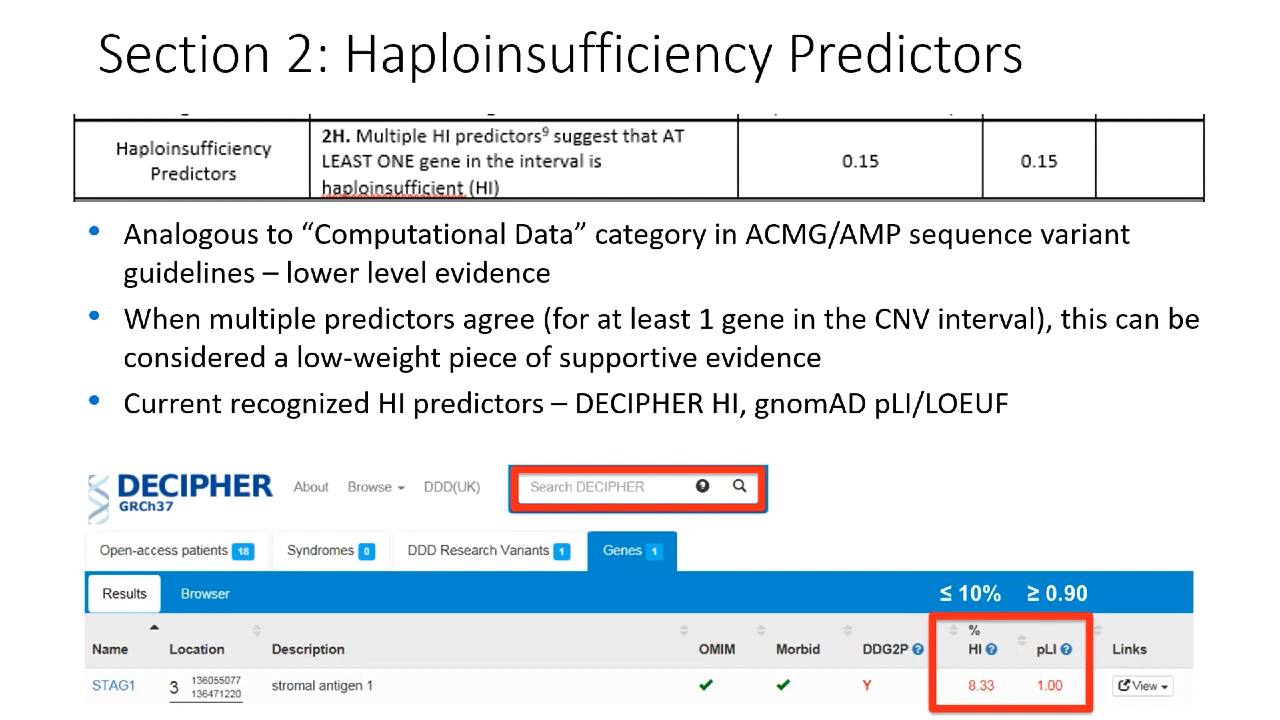 Section 2: Haploinsufficiency Predictors
Haploinsufficiency
Predictors
2H. Multiple HI predictors⁹ suggest that AT
LEAST ONE gene in the interval is
haploinsufficient (HI)
0.15
0.15
• Analogous to “Computational Data” category in ACMG/AMP sequence variant
guidelines – lower level evidence
• When multiple predictors agree (for at least 1 gene in the CNV interval), this can be
considered a low-weight piece of supportive evidence
• Current recognized HI predictors – DECIPHER HI, gnomAD pLI/LOEUF
DECIPHER
GRCh37
About
Browse
DDD(UK)
Search DECIPHER
Open-access patients 18
Syndromes 0
DDD Research Variants 1
Genes 1
Results
Browser
≤ 10%
≥ 0.90
Name
Location
Description
OMIM
Morbid
DDG2P ?
%
HI ?
pLI ?
Links
STAG1
3
136055077
136471220
stromal antigen 1
✔
✔
Y
8.33
1.00
View